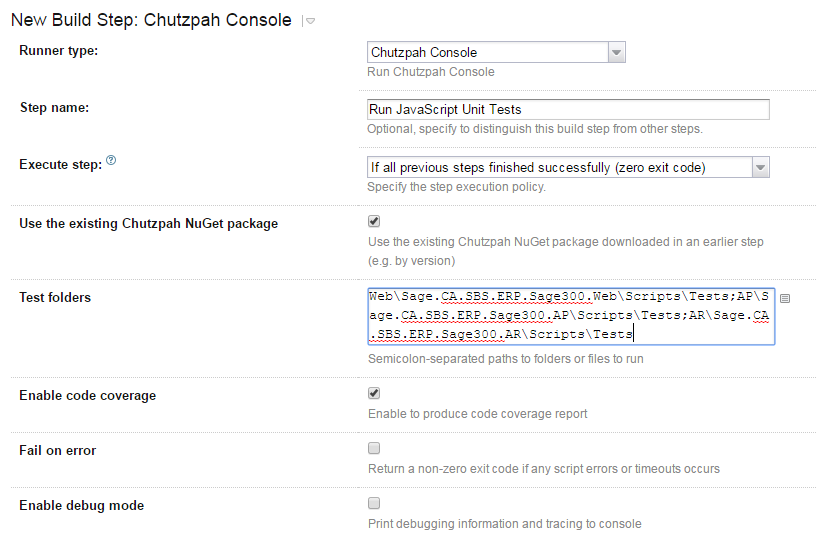 New Build Step: Chutzpah Console
Runner type:
Chutzpah Console
Run Chutzpah Console
Step name:
Run JavaScript Unit Tests
Optional, specify to distinguish this build step from other steps.
Execute step:
If all previous steps finished successfully (zero exit code)
Specify the step execution policy.
Use the existing Chutzpah NuGet package
Use the existing Chutzpah NuGet package downloaded in an earlier step
(e.g. by version)
Test folders
Web\Sage.CA.SBS.ERP.Sage300.Web\Scripts\Tests;AP\S
age.CA.SBS.ERP.Sage300.AP\Scripts\Tests;AR\Sage.CA
.SBS.ERP.Sage300.AR\Scripts\Tests
Semicolon-separated paths to folders or files to run
Enable code coverage
Enable to produce code coverage report
Fail on error
Return a non-zero exit code if any script errors or timeouts occurs
Enable debug mode
Print debugging information and tracing to console